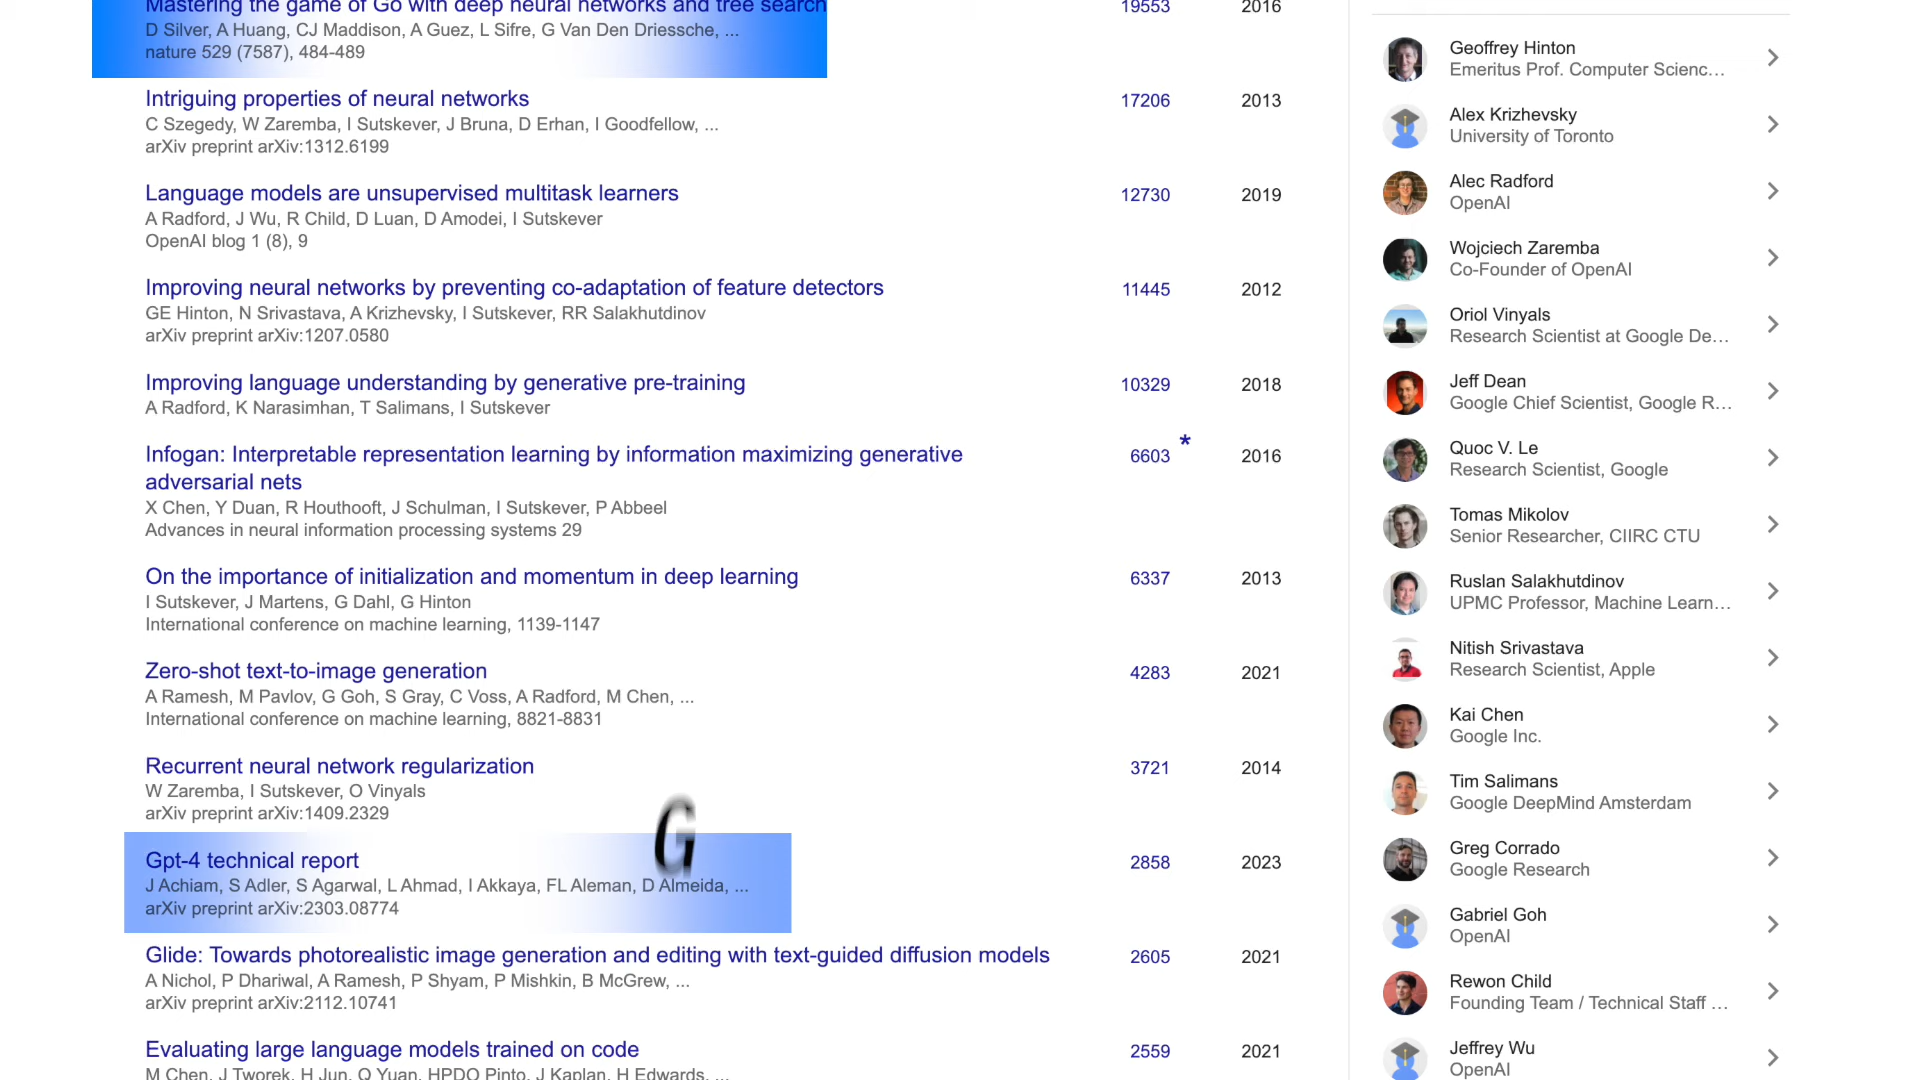 Mastering the game of Go with deep neural networks and tree search 19553 2016
D Silver, A Huang, CJ Maddison, A Guez, L Sifre, G Van Den Driessche, ...
nature 529 (7587), 484-489
Intriguing properties of neural networks 17206 2013
C Szegedy, W Zaremba, I Sutskever, J Bruna, D Erhan, I Goodfellow, ...
arXiv preprint arXiv:1312.6199
Language models are unsupervised multitask learners 12730 2019
A Radford, J Wu, R Child, D Luan, D Amodei, I Sutskever
OpenAI blog 1 (8), 9
Improving neural networks by preventing co-adaptation of feature detectors 11445 2012
GE Hinton, N Srivastava, A Krizhevsky, I Sutskever, RR Salakhutdinov
arXiv preprint arXiv:1207.0580
Improving language understanding by generative pre-training 10329 2018
A Radford, K Narasimhan, T Salimans, I Sutskever
Infogan: Interpretable representation learning by information maximizing generative 6603 * 2016
adversarial nets
X Chen, Y Duan, R Houthooft, J Schulman, I Sutskever, P Abbeel
Advances in neural information processing systems 29
On the importance of initialization and momentum in deep learning 6337 2013
I Sutskever, J Martens, G Dahl, G Hinton
International conference on machine learning, 1139-1147
Zero-shot text-to-image generation 4283 2021
A Ramesh, M Pavlov, G Goh, S Gray, C Voss, A Radford, M Chen, ...
International conference on machine learning, 8821-8831
Recurrent neural network regularization 3721 2014
W Zaremba, I Sutskever, O Vinyals
arXiv preprint arXiv:1409.2329
G
Gpt-4 technical report 2858 2023
J Achiam, S Adler, S Agarwal, L Ahmad, I Akkaya, FL Aleman, D Almeida, ...
arXiv preprint arXiv:2303.08774
Glide: Towards photorealistic image generation and editing with text-guided diffusion models 2605 2021
A Nichol, P Dhariwal, A Ramesh, P Shyam, P Mishkin, B McGrew, ...
arXiv preprint arXiv:2112.10741
Evaluating large language models trained on code 2559 2021
M Chen, J Tworek, H Jun, Q Yuan, HPDO Pinto, J Kaplan, H Edwards, ...
Geoffrey Hinton
Emeritus Prof. Computer Scienc…
Alex Krizhevsky
University of Toronto
Alec Radford
OpenAI
Wojciech Zaremba
Co-Founder of OpenAI
Oriol Vinyals
Research Scientist at Google De…
Jeff Dean
Google Chief Scientist, Google R…
Quoc V. Le
Research Scientist, Google
Tomas Mikolov
Senior Researcher, CIIRC CTU
Ruslan Salakhutdinov
UPMC Professor, Machine Learn…
Nitish Srivastava
Research Scientist, Apple
Kai Chen
Google Inc.
Tim Salimans
Google DeepMind Amsterdam
Greg Corrado
Google Research
Gabriel Goh
OpenAI
Rewon Child
Founding Team / Technical Staff …
Jeffrey Wu
OpenAI